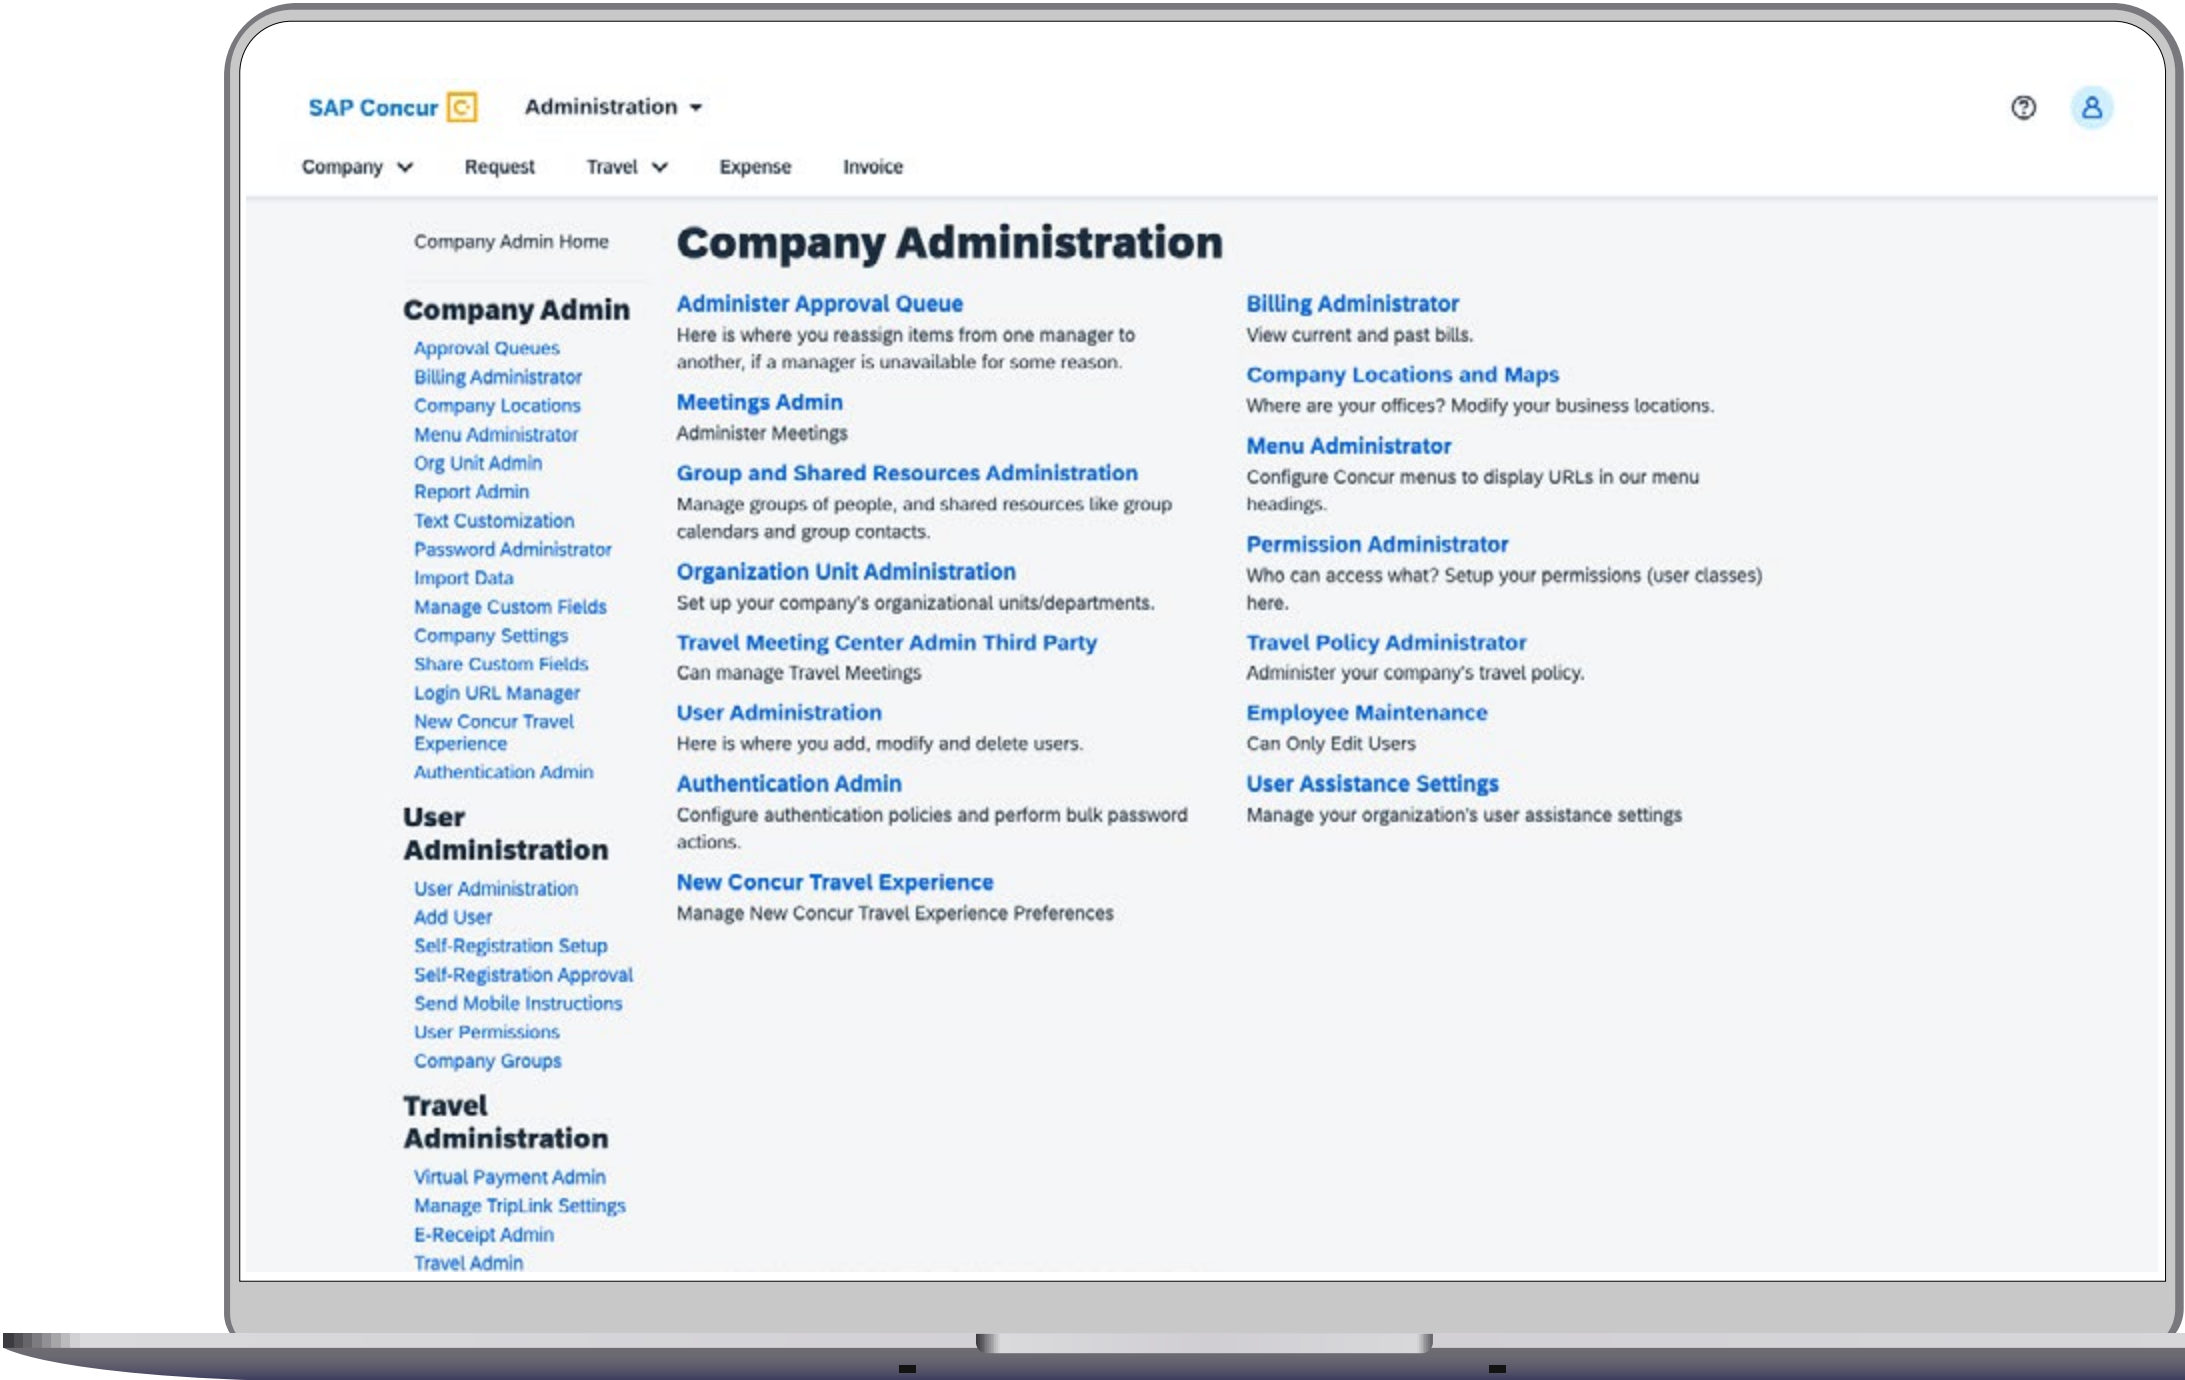 SAP Concur C Administration
Company Request Travel Expense Invoice
Company Admin Home
Company Admin
Approval Queues
Billing Administrator
Company Locations
Menu Administrator
Org Unit Admin
Report Admin
Text Customization
Password Administrator
Import Data
Manage Custom Fields
Company Settings
Share Custom Fields
Login URL Manager
New Concur Travel
Experience
Authentication Admin
User
Administration
User Administration
Add User
Self-Registration Setup
Self-Registration Approval
Send Mobile Instructions
User Permissions
Company Groups
Travel
Administration
Virtual Payment Admin
Manage TripLink Settings
E-Receipt Admin
Travel Admin
Company Administration
Administer Approval Queue
Here is where you reassign items from one manager to
another, if a manager is unavailable for some reason.
Meetings Admin
Administer Meetings
Group and Shared Resources Administration
Manage groups of people, and shared resources like group
calendars and group contacts.
Organization Unit Administration
Set up your company's organizational units/departments.
Travel Meeting Center Admin Third Party
Can manage Travel Meetings
User Administration
Here is where you add, modify and delete users.
Authentication Admin
Configure authentication policies and perform bulk password
actions.
New Concur Travel Experience
Manage New Concur Travel Experience Preferences
Billing Administrator
View current and past bills.
Company Locations and Maps
Where are your offices? Modify your business locations.
Menu Administrator
Configure Concur menus to display URLs in our menu
headings.
Permission Administrator
Who can access what? Setup your permissions (user classes)
here.
Travel Policy Administrator
Administer your company's travel policy.
Employee Maintenance
Can Only Edit Users
User Assistance Settings
Manage your organization's user assistance settings